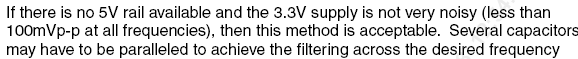 If there is no 5V rail available and the 3.3V supply is not very noisy (less than
100mVp-p at all frequencies), then this method is acceptable.  Several capacitors
may have to be paralleled to achieve the filtering across the desired frequency